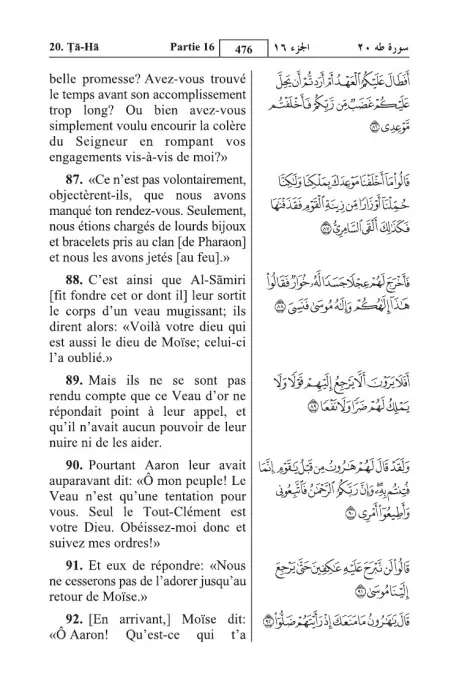 20. Ṭā-Hā Partie 16 476 الجزء ١٦ سورة طه ٢٠
belle promesse? Avez-vous trouvé
le temps avant son accomplissement
trop long? Ou bien avez-vous
simplement voulu encourir la colère
du Seigneur en rompant vos
engagements vis-à-vis de moi?»
أَفَطَالَ عَلَيْكُمُ الْعَهْدُ أَمْ أَرَدتُّمْ أَن يَحِلَّ
عَلَيْكُمْ غَضَبٌ مِّن رَّبِّكُمْ فَأَخْلَفْتُم
مَّوْعِدِي ٨٦
87. «Ce n’est pas volontairement,
objectèrent-ils, que nous avons
manqué ton rendez-vous. Seulement,
nous étions chargés de lourds bijoux
et bracelets pris au clan [de Pharaon]
et nous les avons jetés [au feu].»
قَالُوا مَا أَخْلَفْنَا مَوْعِدَكَ بِمَلْكِنَا وَلَٰكِنَّا
حُمِّلْنَا أَوْزَارًا مِّن زِينَةِ الْقَوْمِ فَقَذَفْنَاهَا
فَكَذَٰلِكَ أَلْقَى السَّامِرِيُّ ٨٧
88. C’est ainsi que Al-Sāmiri
[fit fondre cet or dont il] leur sortit
le corps d’un veau mugissant; ils
dirent alors: «Voilà votre dieu qui
est aussi le dieu de Moïse; celui-ci
l’a oublié.»
فَأَخْرَجَ لَهُمْ عِجْلًا جَسَدًا لَّهُ خُوَارٌ فَقَالُوا
هَٰذَا إِلَٰهُكُمْ وَإِلَٰهُ مُوسَىٰ فَنَسِيَ ٨٨
89. Mais ils ne se sont pas
rendu compte que ce Veau d’or ne
répondait point à leur appel, et
qu’il n’avait aucun pouvoir de leur
nuire ni de les aider.
أَفَلَا يَرَوْنَ أَلَّا يَرْجِعُ إِلَيْهِمْ قَوْلًا وَلَا
يَمْلِكُ لَهُمْ ضَرًّا وَلَا نَفْعًا ٨٩
90. Pourtant Aaron leur avait
auparavant dit: «Ô mon peuple! Le
Veau n’est qu’une tentation pour
vous. Seul le Tout-Clément est
votre Dieu. Obéissez-moi donc et
suivez mes ordres!»
وَلَقَدْ قَالَ لَهُمْ هَارُونُ مِن قَبْلُ يَا قَوْمِ إِنَّمَا
فُتِنتُم بِهِ وَإِنَّ رَبَّكُمُ الرَّحْمَٰنُ فَاتَّبِعُونِي
وَأَطِيعُوا أَمْرِي ٩٠
91. Et eux de répondre: «Nous
ne cesserons pas de l’adorer jusqu’au
retour de Moïse.»
قَالُوا لَن نَّبْرَحَ عَلَيْهِ عَاكِفِينَ حَتَّىٰ يَرْجِعَ
إِلَيْنَا مُوسَىٰ ٩١
92. [En arrivant,] Moïse dit:
«Ô Aaron! Qu’est-ce qui t’a
قَالَ يَا هَارُونُ مَا مَنَعَكَ إِذْ رَأَيْتَهُمْ ضَلُّوا ٩٢